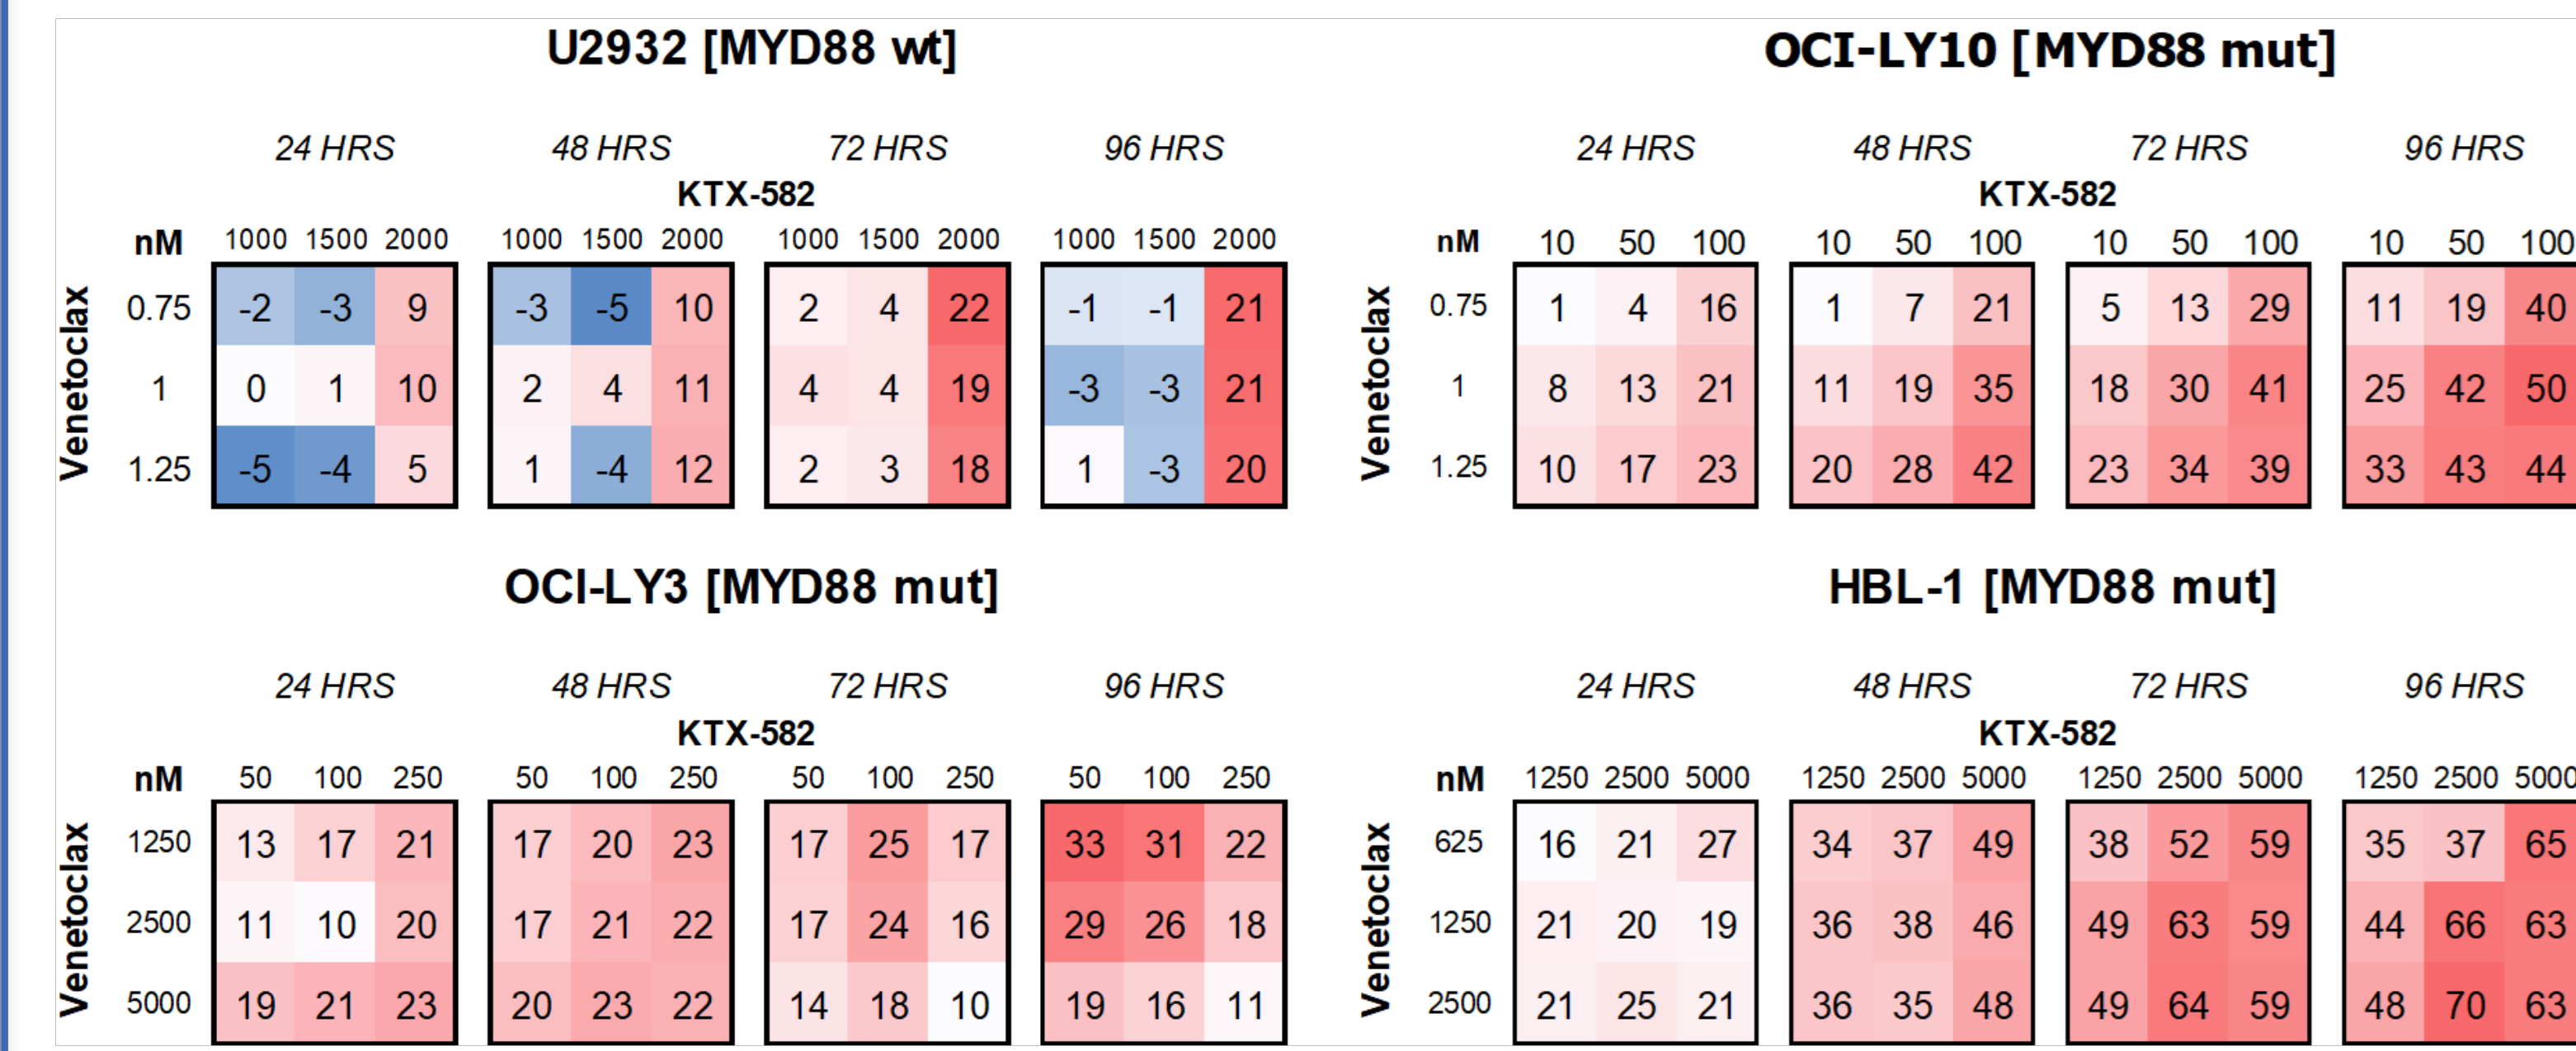 U2932 [MYD88 wt]
24 HRS 48 HRS 72 HRS 96 HRS
KTX-582
nM 1000 1500 2000 1000 1500 2000 1000 1500 2000 1000 1500 2000
Venetoclax
0.75 -2 -3 9 -3 -5 10 2 4 22 -1 -1 21
1 0 1 10 2 4 11 4 4 19 -3 -3 21
1.25 -5 -4 5 1 -4 12 2 3 18 1 -3 20
OCI-LY10 [MYD88 mut]
24 HRS 48 HRS 72 HRS 96 HRS
KTX-582
nM 10 50 100 10 50 100 10 50 100 10 50 100
Venetoclax
0.75 1 4 16 1 7 21 5 13 29 11 19 40
1 8 13 21 11 19 35 18 30 41 25 42 50
1.25 10 17 23 20 28 42 23 34 39 33 43 44
OCI-LY3 [MYD88 mut]
24 HRS 48 HRS 72 HRS 96 HRS
KTX-582
nM 50 100 250 50 100 250 50 100 250 50 100 250
Venetoclax
1250 13 17 21 17 20 23 17 25 17 33 31 22
2500 11 10 20 17 21 22 17 24 16 29 26 18
5000 19 21 23 20 23 22 14 18 10 19 16 11
HBL-1 [MYD88 mut]
24 HRS 48 HRS 72 HRS 96 HRS
KTX-582
nM 1250 2500 5000 1250 2500 5000 1250 2500 5000 1250 2500 5000
Venetoclax
625 16 21 27 34 37 49 38 52 59 35 37 65
1250 21 20 19 36 38 46 49 63 59 44 66 63
2500 21 25 21 36 35 48 49 64 59 48 70 63